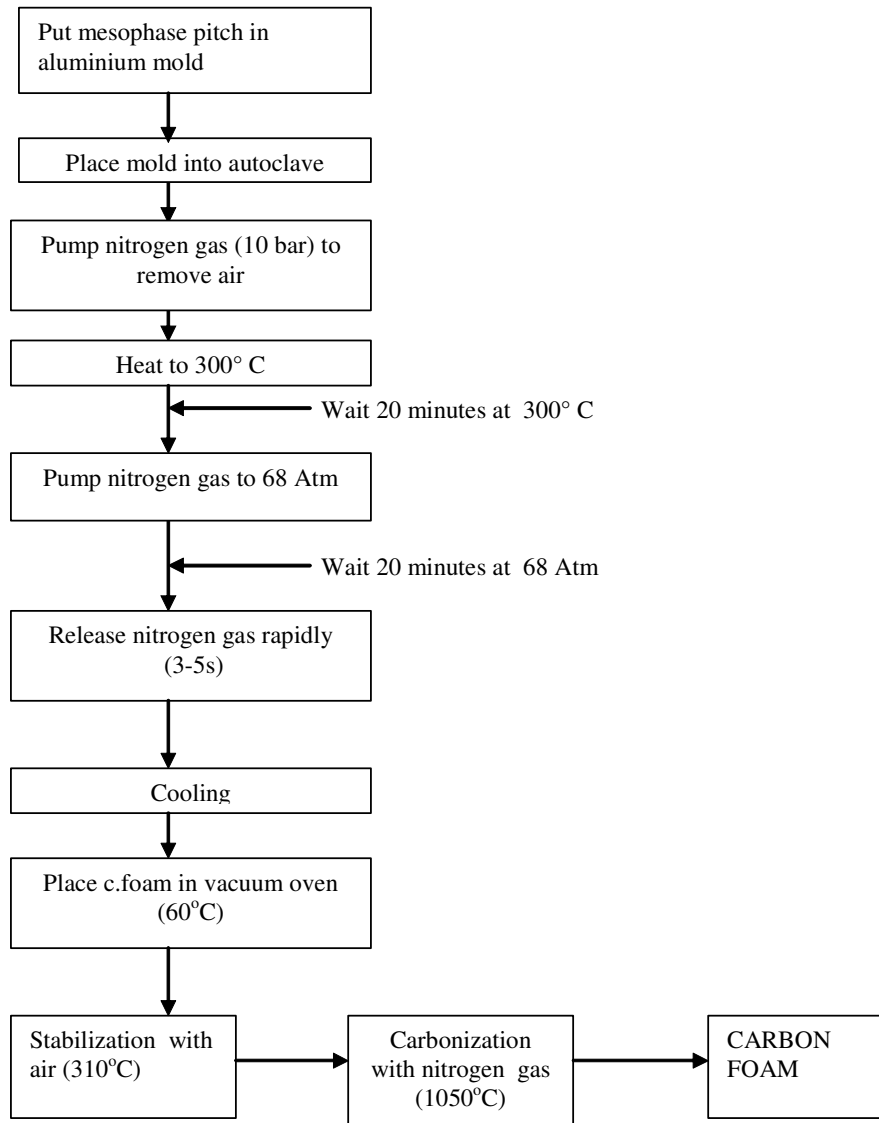 Put mesophase pitch in
aluminium mold
Place mold into autoclave
Pump nitrogen gas (10 bar) to
remove air
Heat to 300° C
Wait 20 minutes at 300° C
Pump nitrogen gas to 68 Atm
Wait 20 minutes at 68 Atm
Release nitrogen gas rapidly
(3-5s)
Cooling
Place c.foam in vacuum oven
(60°C)
Stabilization with
air (310°C)
Carbonization
with nitrogen gas
(1050°C)
CARBON
FOAM